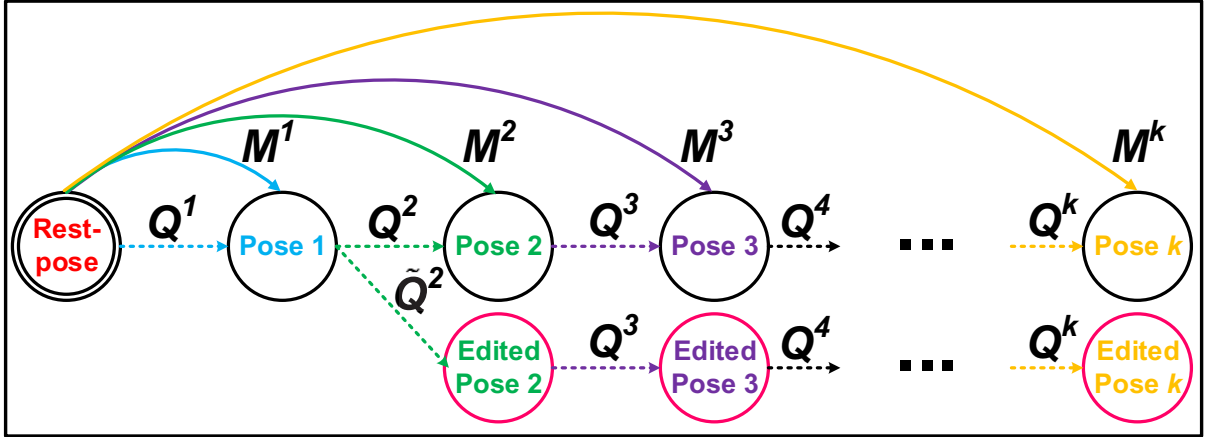 M¹ M² M³ Mᵏ
Q¹ Q² Q³ Q⁴ Qᵏ
Rest-
pose
Pose 1
Pose 2
Pose 3
...
Pose k
Q̃²
Q³ Q⁴ Qᵏ
Edited
Pose 2
Edited
Pose 3
...
Edited
Pose k